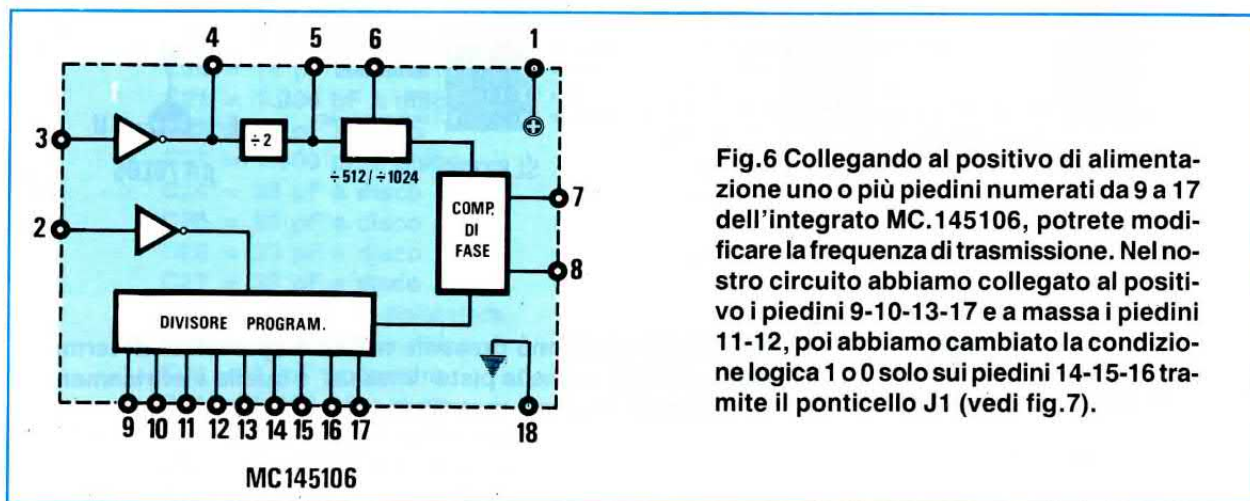 4 5 6 1
3
÷ 2
÷512/÷1024
7
COMP.
DI
FASE
2
8
DIVISORE PROGRAM.
9 10 11 12 13 14 15 16 17 18
MC145106
Fig.6 Collegando al positivo di alimenta-
zione uno o più piedini numerati da 9 a 17
dell'integrato MC.145106, potrete modi-
ficare la frequenza di trasmissione. Nel no-
stro circuito abbiamo collegato al positi-
vo i piedini 9-10-13-17 e a massa i piedini
11-12, poi abbiamo cambiato la condizio-
ne logica 1 o 0 solo sui piedini 14-15-16 tra-
mite il ponticello J1 (vedi fig.7).